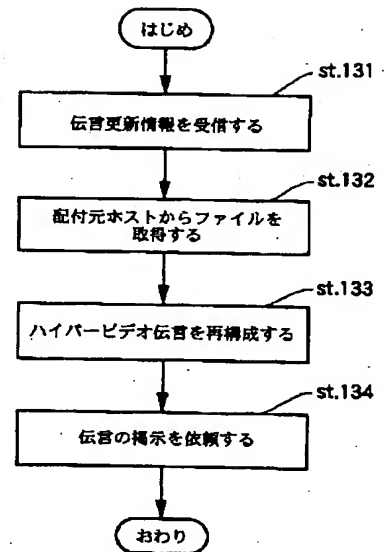 はじめ
st.131
伝言更新情報を受信する
st.132
配付元ホストからファイルを
取得する
st.133
ハイパービデオ伝言を再構成する
st.134
伝言の掲示を依頼する
おわり